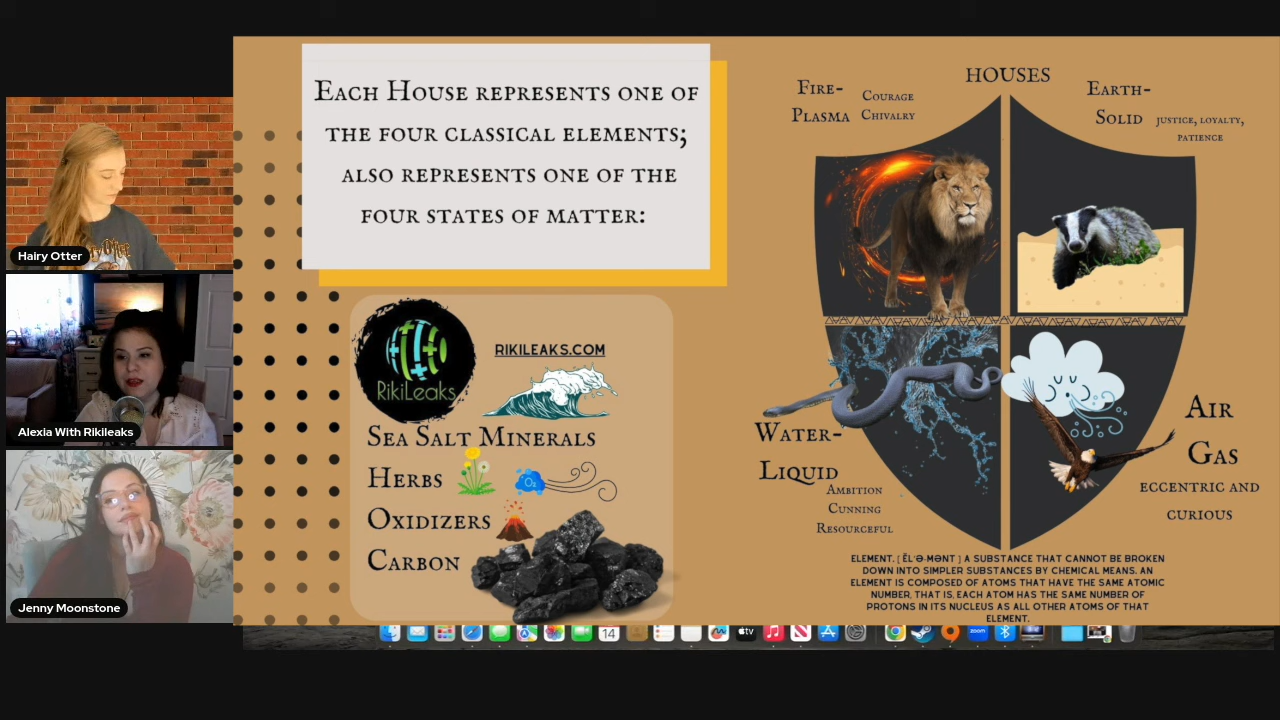 Each House represents one of
the four classical elements;
also represents one of the
four states of matter:
HOUSES
Fire-
Plasma
Courage
Chivalry
Earth-
Solid
justice, loyalty,
patience
Water-
Liquid
Ambition
Cunning
Resourceful
Air
Gas
eccentric and
curious
ELEMENT. [ ĔL'Ə-MƏNT ] A SUBSTANCE THAT CANNOT BE BROKEN
DOWN INTO SIMPLER SUBSTANCES BY CHEMICAL MEANS. AN
ELEMENT IS COMPOSED OF ATOMS THAT HAVE THE SAME ATOMIC
NUMBER, THAT IS, EACH ATOM HAS THE SAME NUMBER OF
PROTONS IN ITS NUCLEUS AS ALL OTHER ATOMS OF THAT
ELEMENT.
RikiLeaks
RIKILEAKS.COM
Sea Salt Minerals
Herbs
O₂
Oxidizers
Carbon
Hairy Otter
Alexia With Rikileaks
Jenny Moonstone
14
tv
zoom